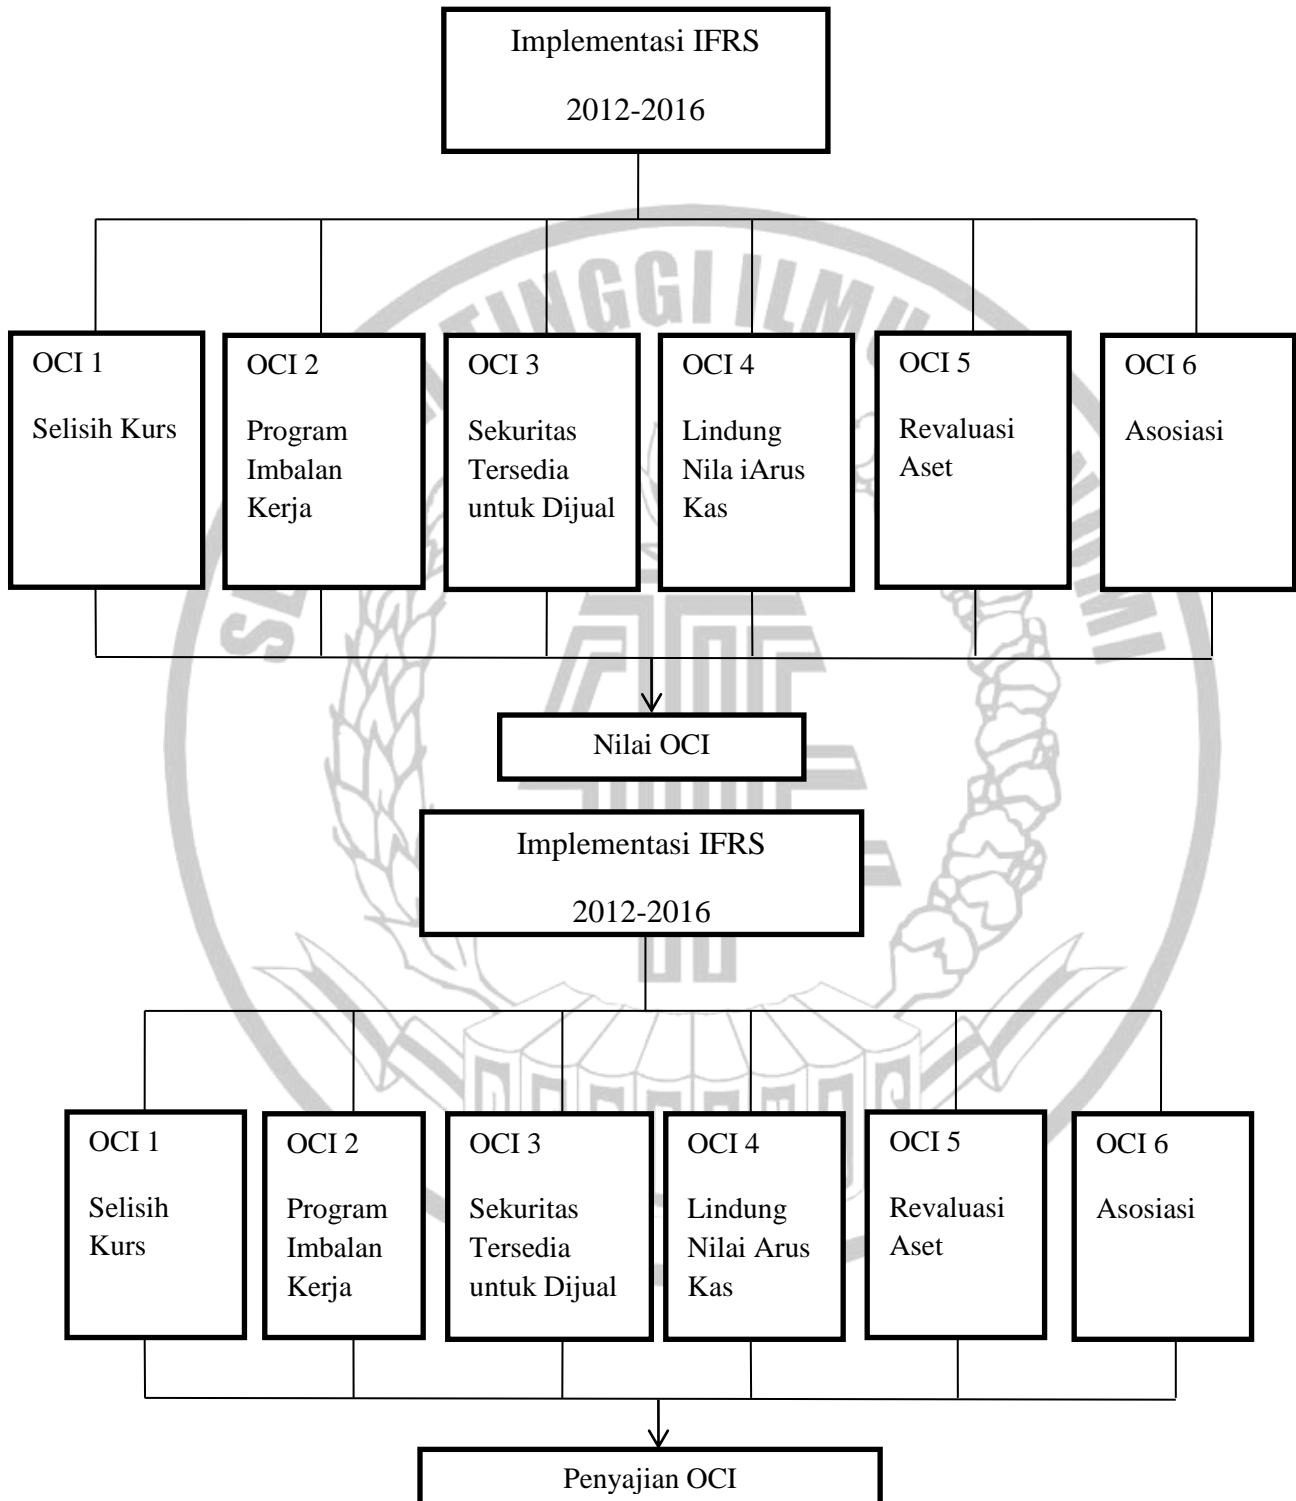 Implementasi IFRS
2012-2016
OCI 1
Selisih Kurs
OCI 2
Program
Imbalan
Kerja
OCI 3
Sekuritas
Tersedia
untuk Dijual
OCI 4
Lindung
Nila iArus
Kas
OCI 5
Revaluasi
Aset
OCI 6
Asosiasi
TINGGI ILMU
Nilai OCI
Implementasi IFRS
2012-2016
OCI 1
Selisih
Kurs
OCI 2
Program
Imbalan
Kerja
OCI 3
Sekuritas
Tersedia
untuk Dijual
OCI 4
Lindung
Nilai Arus
Kas
OCI 5
Revaluasi
Aset
OCI 6
Asosiasi
Penyajian OCI